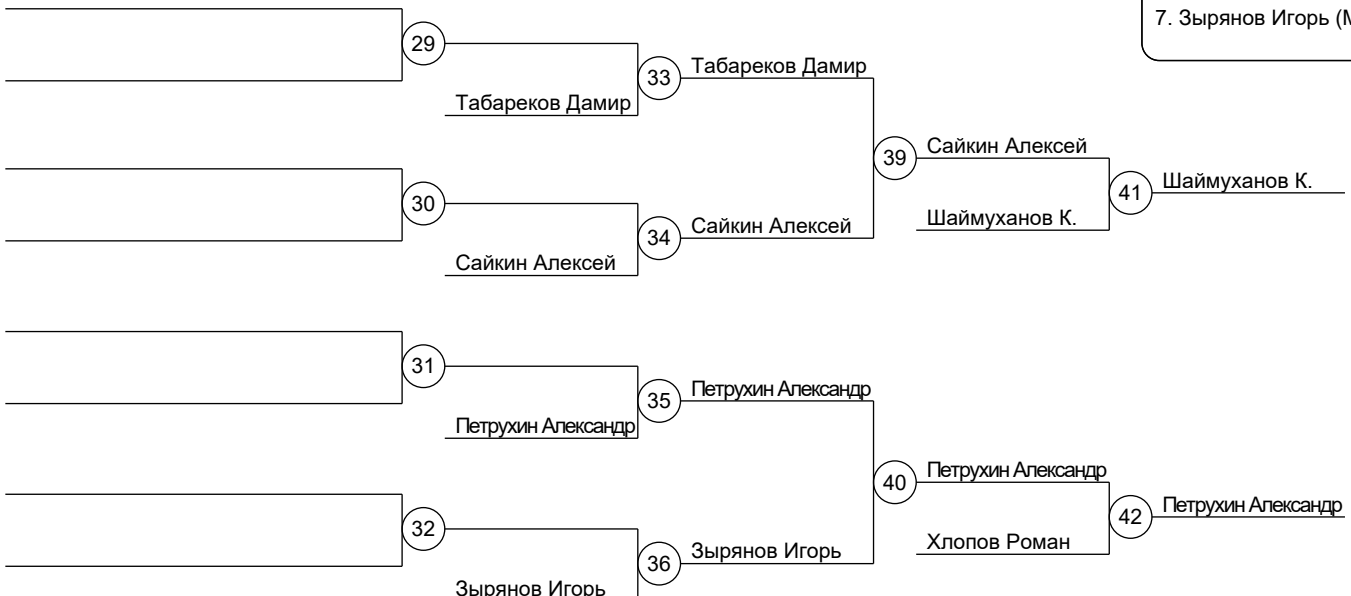 7. Зырянов Игорь (М
29
33
Табареков Дамир
Табареков Дамир
39
Сайкин Алексей
41
Шаймуханов К.
30
34
Сайкин Алексей
Шаймуханов К.
Сайкин Алексей
31
35
Петрухин Александр
Петрухин Александр
40
Петрухин Александр
42
Петрухин Александр
32
36
Зырянов Игорь
Хлопов Роман
Зырянов Игорь